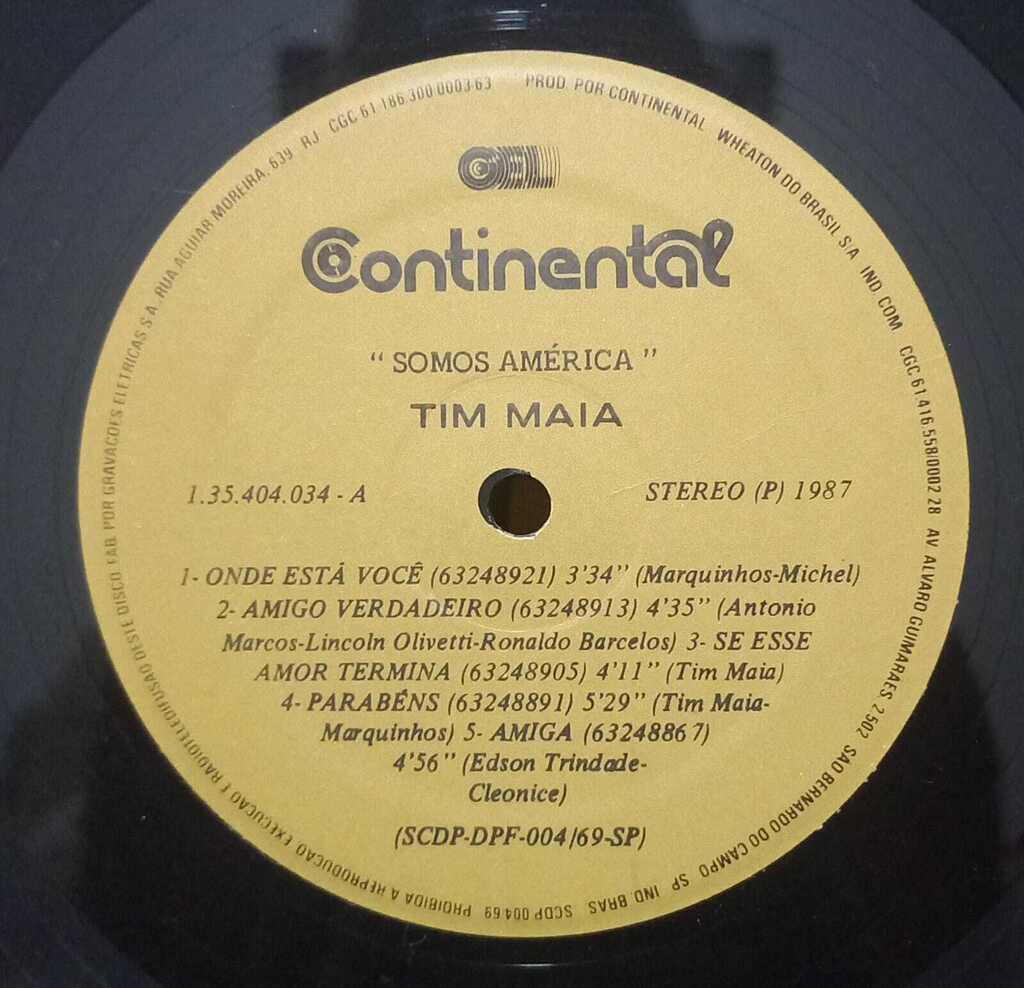 Continental
" SOMOS AMÉRICA "
TIM MAIA
1.35.404.034 - A
STEREO (P) 1987
1- ONDE ESTÁ VOCÊ (63248921) 3'34" (Marquinhos-Michel)
2- AMIGO VERDADEIRO (63248913) 4'35" (Antonio
Marcos-Lincoln Olivetti-Ronaldo Barcelos) 3- SE ESSE
AMOR TERMINA (63248905) 4'11" (Tim Maia)
4- PARABÉNS (63248891) 5'29" (Tim Maia-
Marquinhos) 5- AMIGA (63248867)
4'56" (Edson Trindade-
Cleonice)
(SCDP-DPF-004/69-SP)
PROD. POR CONTINENTAL WHEATON DO BRASIL S/A IND. COM. CGC 61 416 558/0002 28 AV ALVARO GUIMARAES 2 502 SAO BERNARDO DO CAMPO SP IND. BRAS SCDP 004 69 PROIBIDA A REPRODUCAO EXECUCAO E RADIOTELEDIFUSAO DESTE DISCO FAB. POR GRAVACOES ELETRICAS S A RUA AGUIAR MOREIRA, 639 RJ CGC 61 186 300 0003 63